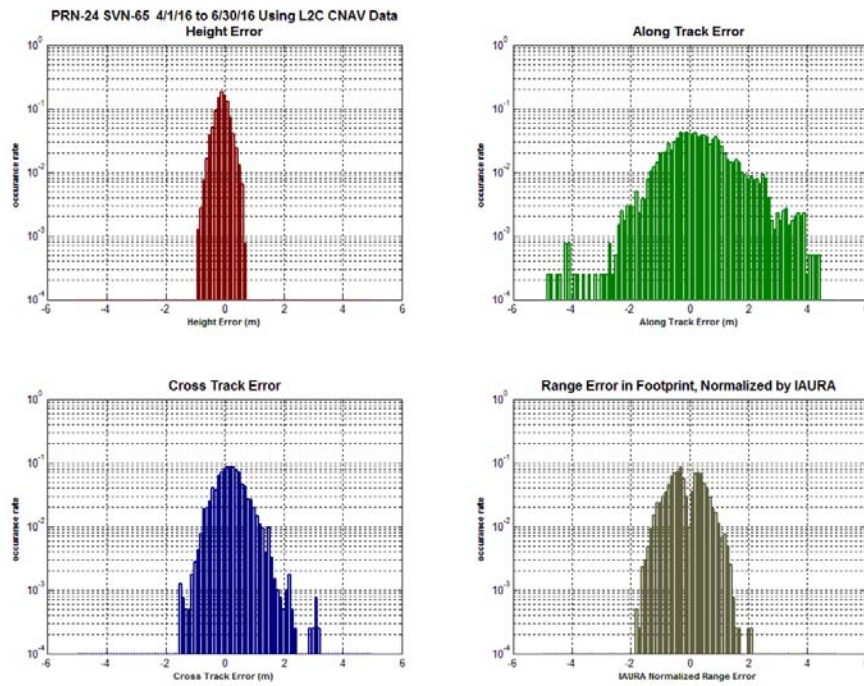 PRN-24 SVN-65 4/1/16 to 6/30/16 Using L2C CNAV Data
Height Error
10^0
10^-1
10^-2
10^-3
10^-4
occurance rate
-6 -4 -2 0 2 4 6
Height Error (m)
Along Track Error
10^0
10^-1
10^-2
10^-3
10^-4
occurance rate
-6 -4 -2 0 2 4 6
Along Track Error (m)
Cross Track Error
10^0
10^-1
10^-2
10^-3
10^-4
occurance rate
-6 -4 -2 0 2 4 6
Cross Track Error (m)
Range Error in Footprint, Normalized by IAURA
10^0
10^-1
10^-2
10^-3
10^-4
occurance rate
-6 -4 -2 0 2 4 6
IAURA Normalized Range Error